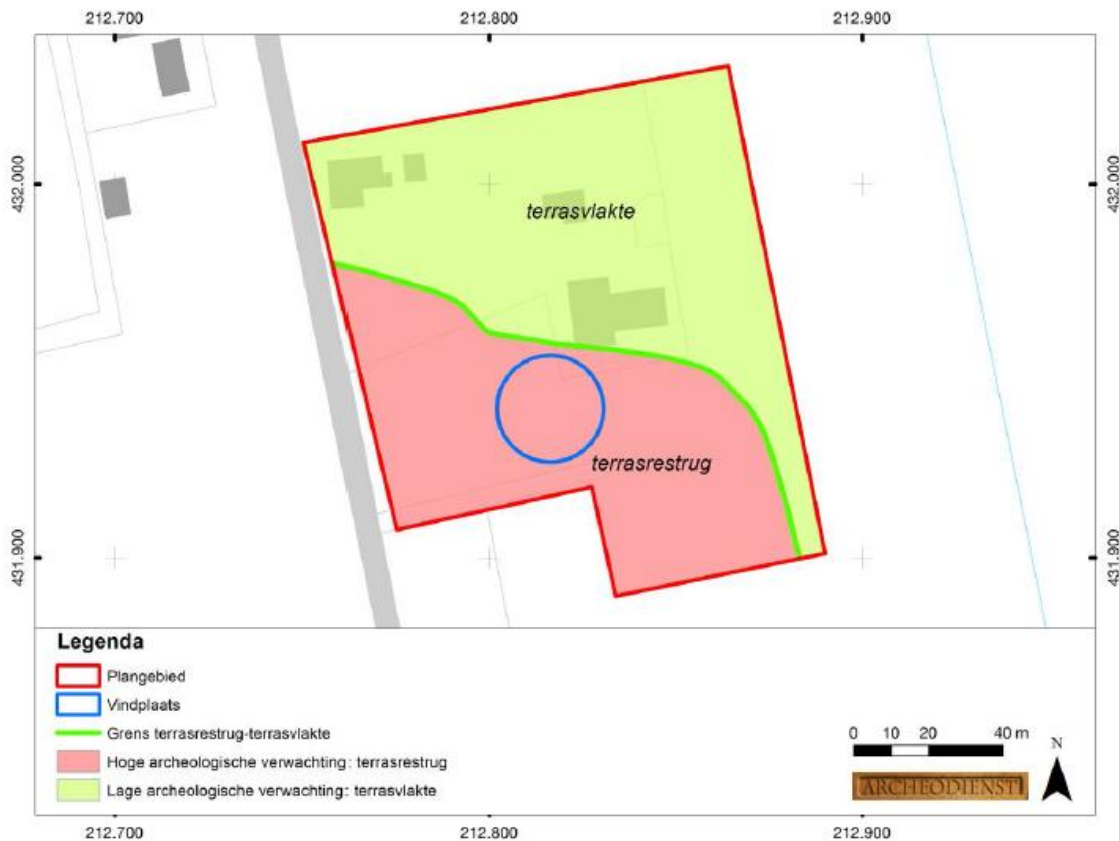 212.700 212.800 212.900
432.000 432.000
terrasvlakte
terrasrestrug
431.900 431.900
Legenda
Plangebied
Vindplaats
Grens terrasrestrug-terrasvlakte
Hoge archeologische verwachting: terrasrestrug
Lage archeologische verwachting: terrasvlakte
0 10 20 40 m
N
ARCHEODIENST
212.700 212.800 212.900